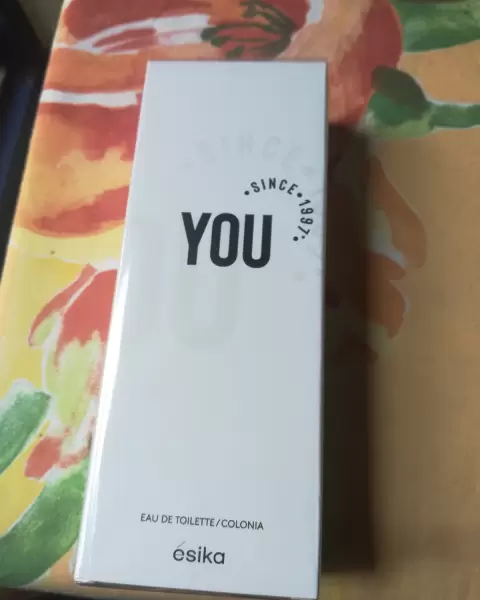 •SINCE•1997•
YOU
EAU DE TOILETTE/COLONIA
ésika